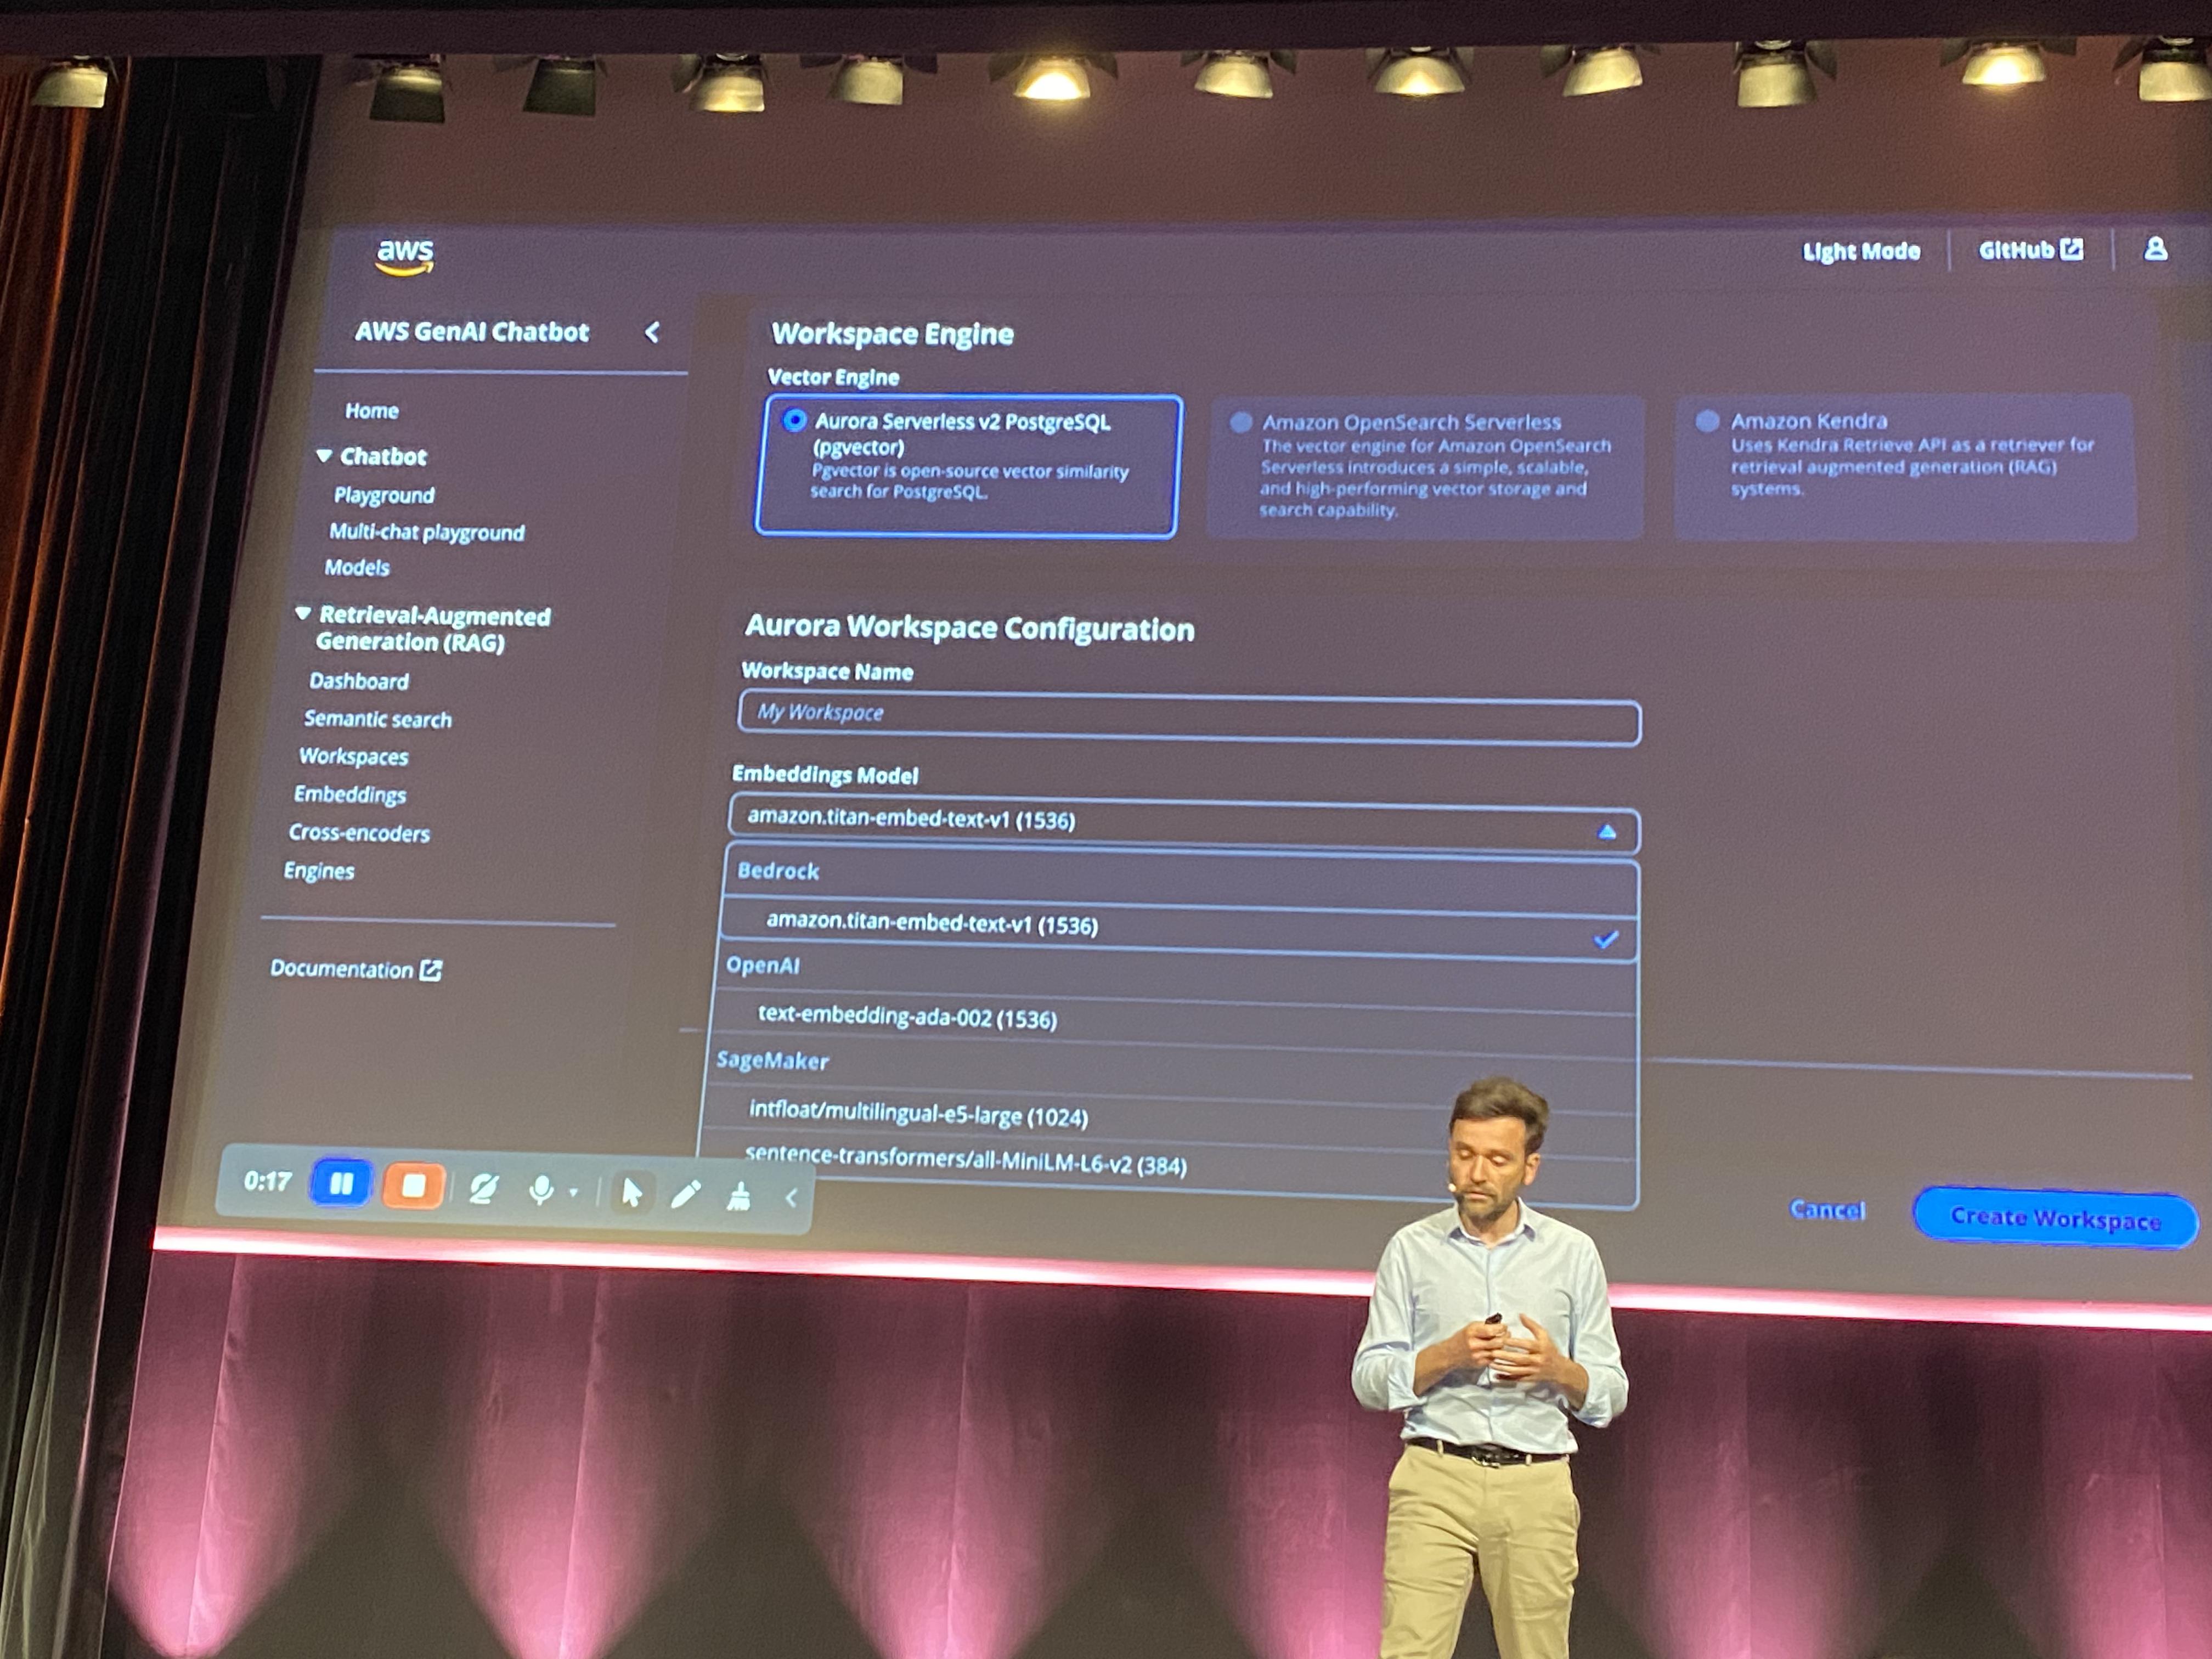 aws
Light Mode
GitHub
AWS GenAI Chatbot
Home
Chatbot
Playground
Multi-chat playground
Models
Retrieval-Augmented
Generation (RAG)
Dashboard
Semantic search
Workspaces
Embeddings
Cross-encoders
Engines
Documentation
Workspace Engine
Vector Engine
Aurora Serverless v2 PostgreSQL
(pgvector)
Pgvector is open-source vector similarity
search for PostgreSQL.
Amazon OpenSearch Serverless
The vector engine for Amazon OpenSearch
Serverless introduces a simple, scalable,
and high-performing vector storage and
search capability.
Amazon Kendra
Uses Kendra Retrieve API as a retriever for
retrieval augmented generation (RAG)
systems.
Aurora Workspace Configuration
Workspace Name
My Workspace
Embeddings Model
amazon.titan-embed-text-v1 (1536)
Bedrock
amazon.titan-embed-text-v1 (1536)
OpenAI
text-embedding-ada-002 (1536)
SageMaker
intfloat/multilingual-e5-large (1024)
sentence-transformers/all-MiniLM-L6-v2 (384)
0:17
Cancel
Create Workspace